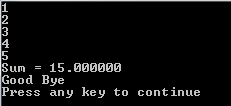 1
2
3
4
5
Sum = 15.000000
Good Bye
Press any key to continue